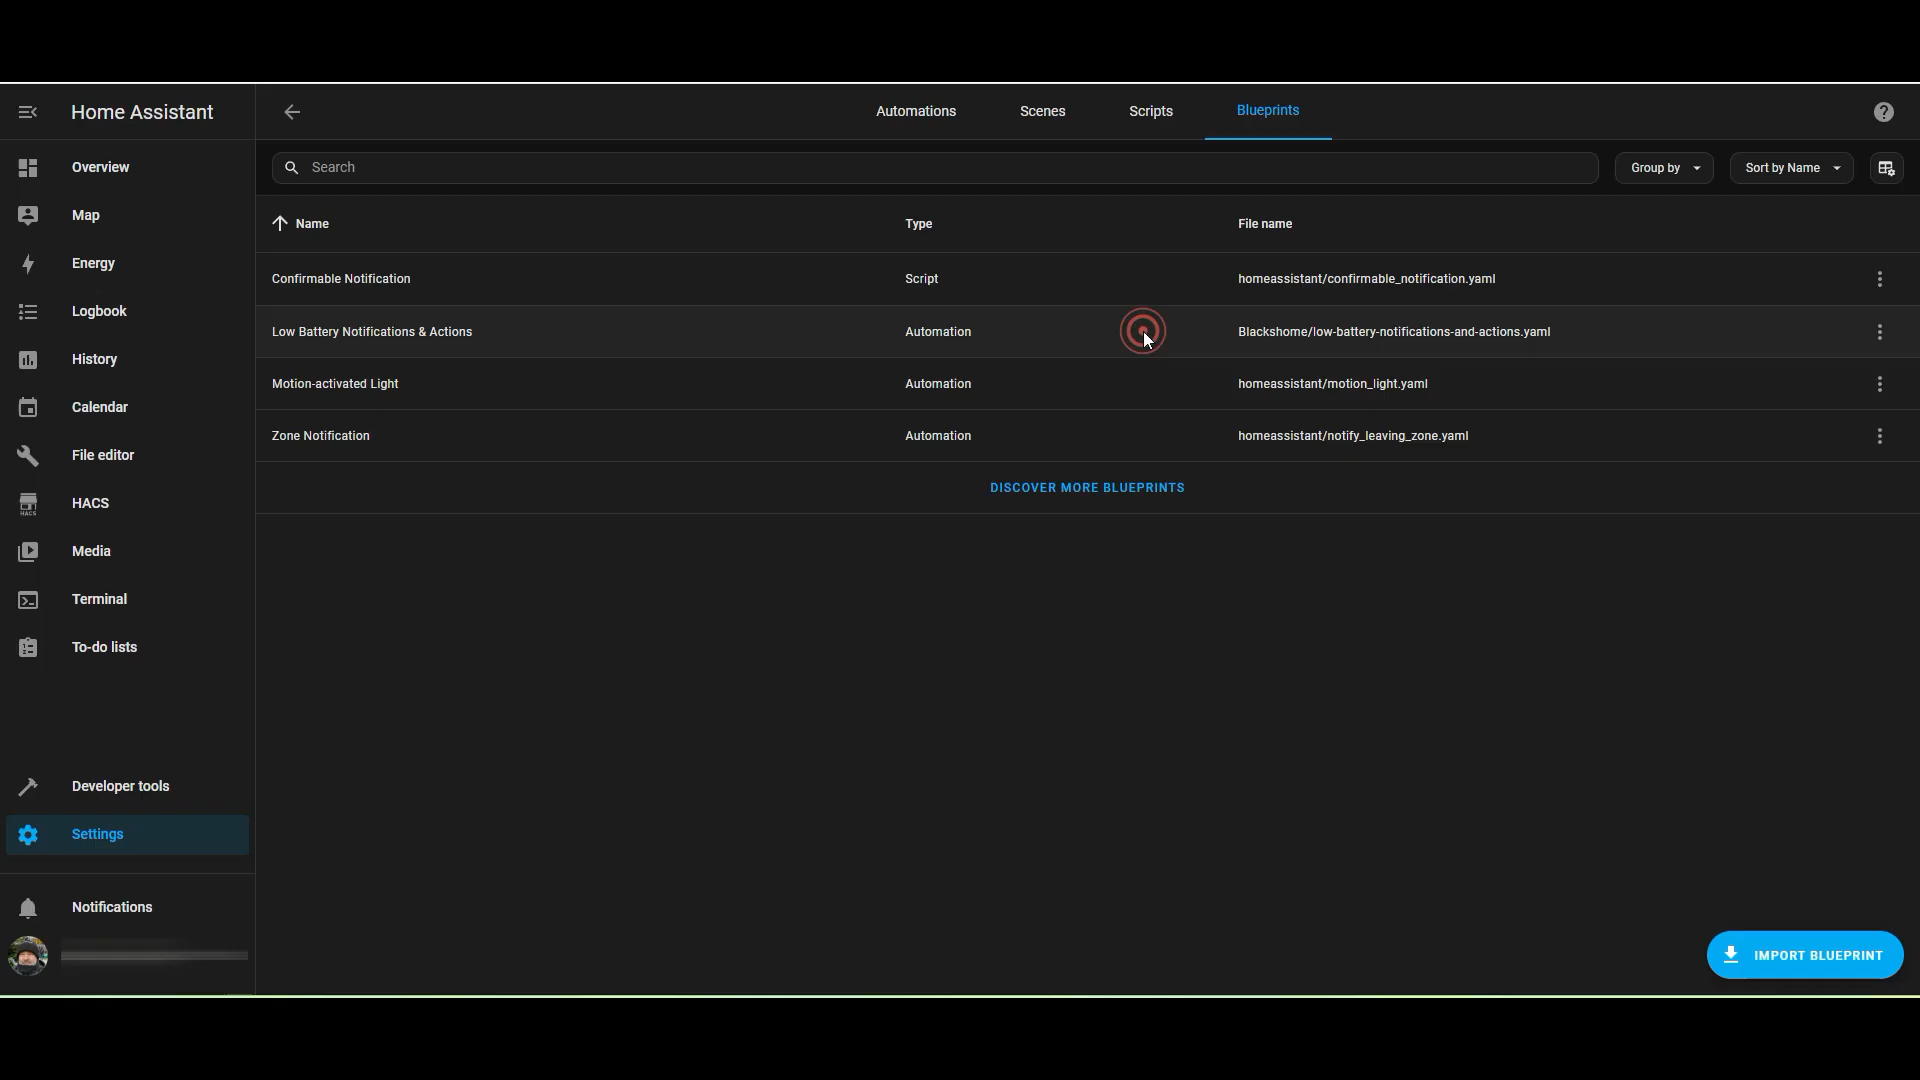 Home Assistant
Automations
Scenes
Scripts
Blueprints
Overview
Map
Energy
Logbook
History
Calendar
File editor
HACS
HACS
Media
Terminal
To-do lists
Developer tools
Settings
Notifications
Search
Group by
Sort by Name
Name Type File name
Confirmable Notification Script homeassistant/confirmable_notification.yaml
Low Battery Notifications & Actions Automation Blackshome/low-battery-notifications-and-actions.yaml
Motion-activated Light Automation homeassistant/motion_light.yaml
Zone Notification Automation homeassistant/notify_leaving_zone.yaml
DISCOVER MORE BLUEPRINTS
IMPORT BLUEPRINT